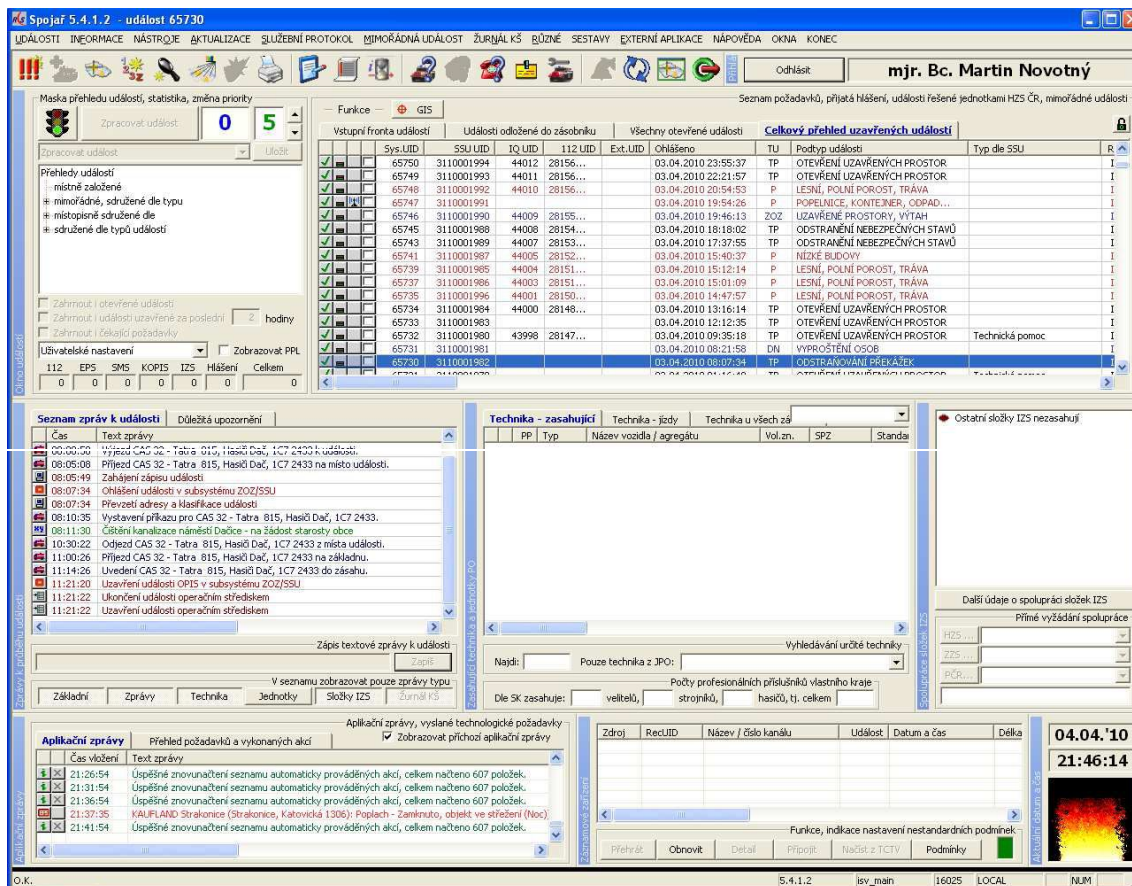 Spojař 5.4.1.2 - událost 65730
UDÁLOSTI INFORMACE NÁSTROJE AKTUALIZACE SLUŽEBNÍ PROTOKOL MIMOŘÁDNÁ UDÁLOST ŽURNÁL KŠ RŮZNÉ SESTAVY EXTERNÍ APLIKACE NÁPOVĚDA OKNA KONEC
Odhlásit mjr. Bc. Martin Novotný
Okno událostí
Maska přehledu událostí, statistika, změna priority
Zpracovat událost 0 5
Zpracovat událost Uložit
Přehledy událostí
místně založené
mimořádné, sdružené dle typu
místopisně sdružené dle
sdružené dle typů událostí
Zahrnout i otevřené události
Zahrnout i události uzavřené za poslední 2 hodiny
Zahrnout i čekající požadavky
Uživatelské nastavení Zobrazovat PPL
112 EPS SMS KOPIS IZS Hlášení Celkem
0 0 0 0 0 0 0
Funkce GIS
Seznam požadavků, přijatá hlášení, události řešené jednotkami HZS ČR, mimořádné události
Vstupní fronta událostí Události odložené do zásobníku Všechny otevřené události Celkový přehled uzavřených událostí
Sys.UID SSU UID IQ UID 112 UID Ext.UID Ohlášeno TU Podtyp události Typ dle SSU R
65750 3110001994 44012 28156... 03.04.2010 23:55:37 TP OTEVŘENÍ UZAVŘENÝCH PROSTOR I
65749 3110001993 44011 28156... 03.04.2010 22:21:57 TP OTEVŘENÍ UZAVŘENÝCH PROSTOR I
65748 3110001992 44010 28156... 03.04.2010 20:54:53 P LESNÍ, POLNÍ POROST, TRÁVA I
65747 3110001991 03.04.2010 19:54:26 P POPELNICE, KONTEJNER, ODPAD... I
65746 3110001990 44009 28155... 03.04.2010 19:46:13 ZOZ UZAVŘENÉ PROSTORY, VÝTAH I
65745 3110001988 44008 28154... 03.04.2010 18:18:02 TP ODSTRANĚNÍ NEBEZPEČNÝCH STAVŮ I
65743 3110001989 44007 28153... 03.04.2010 17:37:55 TP ODSTRANĚNÍ NEBEZPEČNÝCH STAVŮ I
65741 3110001987 44005 28152... 03.04.2010 15:40:37 P NÍZKÉ BUDOVY I
65739 3110001985 44004 28151... 03.04.2010 15:12:14 P LESNÍ, POLNÍ POROST, TRÁVA I
65737 3110001986 44003 28151... 03.04.2010 15:01:09 P LESNÍ, POLNÍ POROST, TRÁVA I
65735 3110001996 44001 28150... 03.04.2010 14:47:57 P LESNÍ, POLNÍ POROST, TRÁVA I
65734 3110001984 44000 28148... 03.04.2010 13:16:14 TP OTEVŘENÍ UZAVŘENÝCH PROSTOR I
65733 3110001983 03.04.2010 12:12:35 TP OTEVŘENÍ UZAVŘENÝCH PROSTOR I
65732 3110001980 43998 28147... 03.04.2010 09:35:18 TP OTEVŘENÍ UZAVŘENÝCH PROSTOR Technická pomoc I
65731 3110001981 03.04.2010 08:21:58 DN VYPROŠTĚNÍ OSOB I
65730 3110001982 03.04.2010 08:07:34 TP ODSTRAŇOVÁNÍ PŘEKÁŽEK I
Zprávy k průběhu události
Seznam zpráv k události Důležitá upozornění
Čas Text zprávy
Výjezd CAS 32 - Tatra 815, Hasiči Dač, 1C7 2433 k události.
08:05:08 Příjezd CAS 32 - Tatra 815, Hasiči Dač, 1C7 2433 na místo události.
08:05:49 Zahájení zápisu události
08:07:34 Ohlášení události v subsystému ZOZ/SSU
08:07:34 Převzetí adresy a klasifikace události
08:10:35 Vystavení příkazu pro CAS 32 - Tatra 815, Hasiči Dač, 1C7 2433.
08:11:30 Čištění kanalizace náměstí Dačice - na žádost starosty obce
10:30:22 Odjezd CAS 32 - Tatra 815, Hasiči Dač, 1C7 2433 z místa události.
11:00:26 Příjezd CAS 32 - Tatra 815, Hasiči Dač, 1C7 2433 na základnu.
11:14:26 Uvedení CAS 32 - Tatra 815, Hasiči Dač, 1C7 2433 do zásahu.
11:21:20 Uzavření události OPIS v subsystému ZOZ/SSU
11:21:22 Ukončení události operačním střediskem
11:21:22 Uzavření události operačním střediskem
Zápis textové zprávy k události
Zapiš
V seznamu zobrazovat pouze zprávy typu
Základní Zprávy Technika Jednotky Složky IZS Žurnál KŠ
Zasahující technika a jednotky PO
Technika - zasahující Technika - jízdy Technika u všech zá
PP Typ Název vozidla / agregátu Vol.zn. SPZ Standar
Vyhledávání určité techniky
Najdi: Pouze technika z JPO:
Počty profesionálních příslušníků vlastního kraje
Dle SK zasahuje: velitelů, strojníků, hasičů, tj. celkem
Spolupráce složek IZS
Ostatní složky IZS nezasahují
Další údaje o spolupráci složek IZS
Přímé vyžádání spolupráce
HZS ...
ZZS ...
PČR...
Aplikační zprávy
Aplikační zprávy, vyslané technologické požadavky
Aplikační zprávy Přehled požadavků a vykonaných akcí Zobrazovat příchozí aplikační zprávy
Čas vložení Text zprávy
21:26:54 Úspěšné znovunačtení seznamu automaticky prováděných akcí, celkem načteno 607 položek.
21:31:54 Úspěšné znovunačtení seznamu automaticky prováděných akcí, celkem načteno 607 položek.
21:36:54 Úspěšné znovunačtení seznamu automaticky prováděných akcí, celkem načteno 607 položek.
21:37:35 KAUFLAND Strakonice (Strakonice, Katovická 1306): Poplach - Zamknuto, objekt ve střežení (Noc)
21:41:54 Úspěšné znovunačtení seznamu automaticky prováděných akcí, celkem načteno 607 položek.
Záznamové zařízení
Zdroj RecUID Název / číslo kanálu Událost Datum a čas Délka
Funkce, indikace nastavení nestandardních podmínek
Přehrát Obnovit Detail Připojit Načíst z TCTV Podmínky
Aktuální datum a čas
04.04.'10
21:46:14
O.K. 5.4.1.2 isv_main 16025 LOCAL NUM